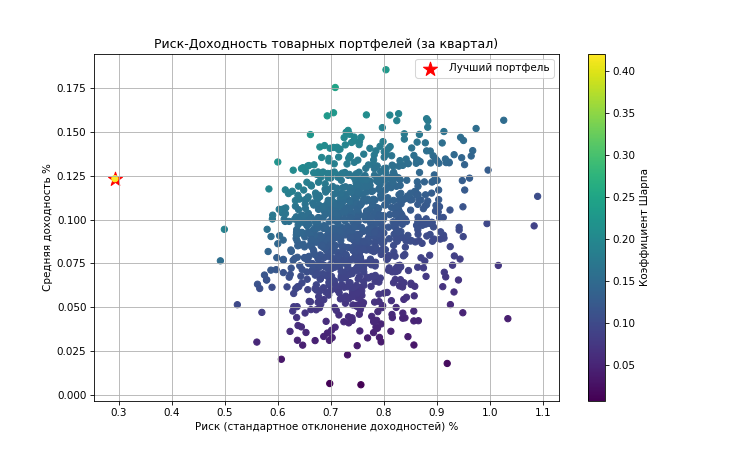 Риск-Доходность товарных портфелей (за квартал)
Лучший портфель
Средняя доходность %
0.175
0.150
0.125
0.100
0.075
0.050
0.025
0.000
0.3 0.4 0.5 0.6 0.7 0.8 0.9 1.0 1.1
Риск (стандартное отклонение доходностей) %
0.40
0.35
0.30
0.25
0.20
0.15
0.10
0.05
Коэффициент Шарпа